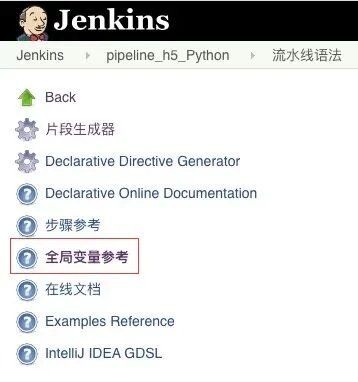 Jenkins
Jenkins pipeline_h5_Python 流水线语法
Back
片段生成器
Declarative Directive Generator
Declarative Online Documentation
步骤参考
全局变量参考
在线文档
Examples Reference
IntelliJ IDEA GDSL